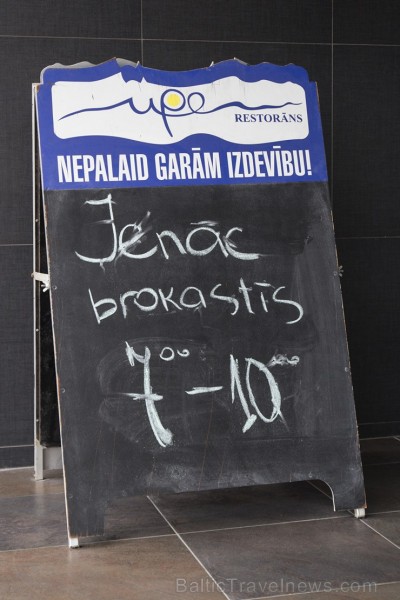 upe
RESTORĀNS
NEPALAID GARĀM IZDEVĪBU!
Ienāc
brokastīs
7⁰⁰ - 10⁰⁰
BalticTravelnews.com